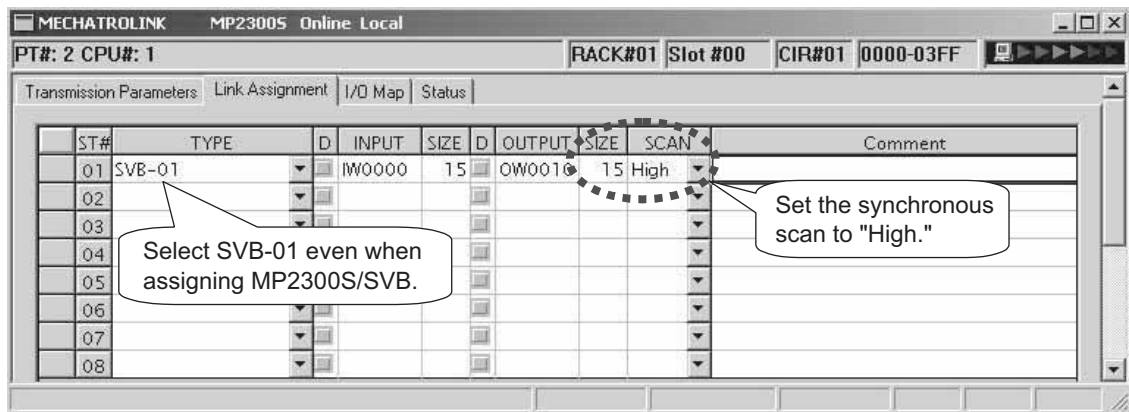 MECHATROLINK MP2300S Online Local
PT#: 2 CPU#: 1 RACK#01 Slot #00 CIR#01 0000-03FF
Transmission Parameters Link Assignment I/O Map Status
ST# TYPE D INPUT SIZE D OUTPUT SIZE SCAN Comment
01 SVB-01 IW0000 15 OW0010 15 High
02
03
04
05
06
07
08
Select SVB-01 even when
assigning MP2300S/SVB.
Set the synchronous
scan to "High."